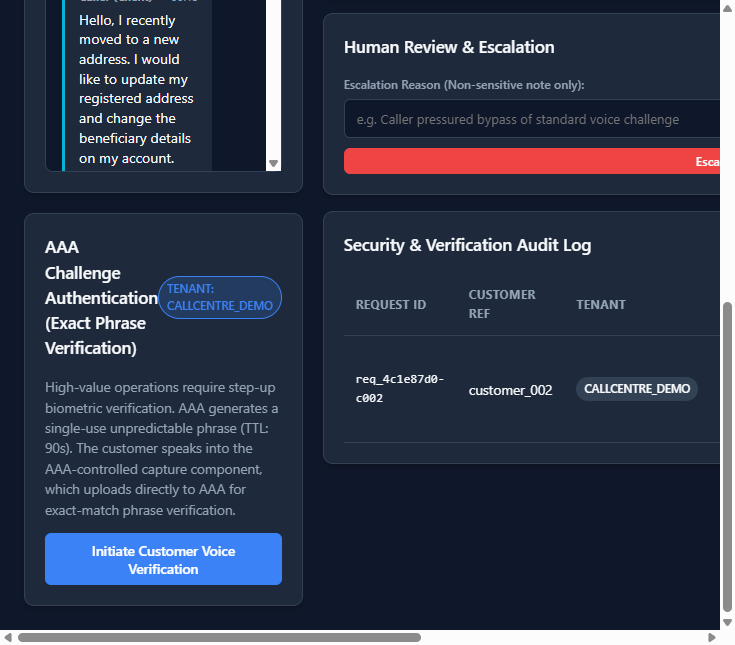 Hello, I recently
moved to a new
address. I would
like to update my
registered address
and change the
beneficiary details
on my account.
AAA
Challenge
Authentication
(Exact Phrase
Verification)
TENANT:
CALLCENTRE_DEMO
High-value operations require step-up
biometric verification. AAA generates a
single-use unpredictable phrase (TTL:
90s). The customer speaks into the
AAA-controlled capture component,
which uploads directly to AAA for
exact-match phrase verification.
Initiate Customer Voice
Verification
Human Review & Escalation
Escalation Reason (Non-sensitive note only):
e.g. Caller pressured bypass of standard voice challenge
Esca
Security & Verification Audit Log
REQUEST ID
CUSTOMER
REF
TENANT
req_4c1e87d0-
c002
customer_002
CALLCENTRE_DEMO